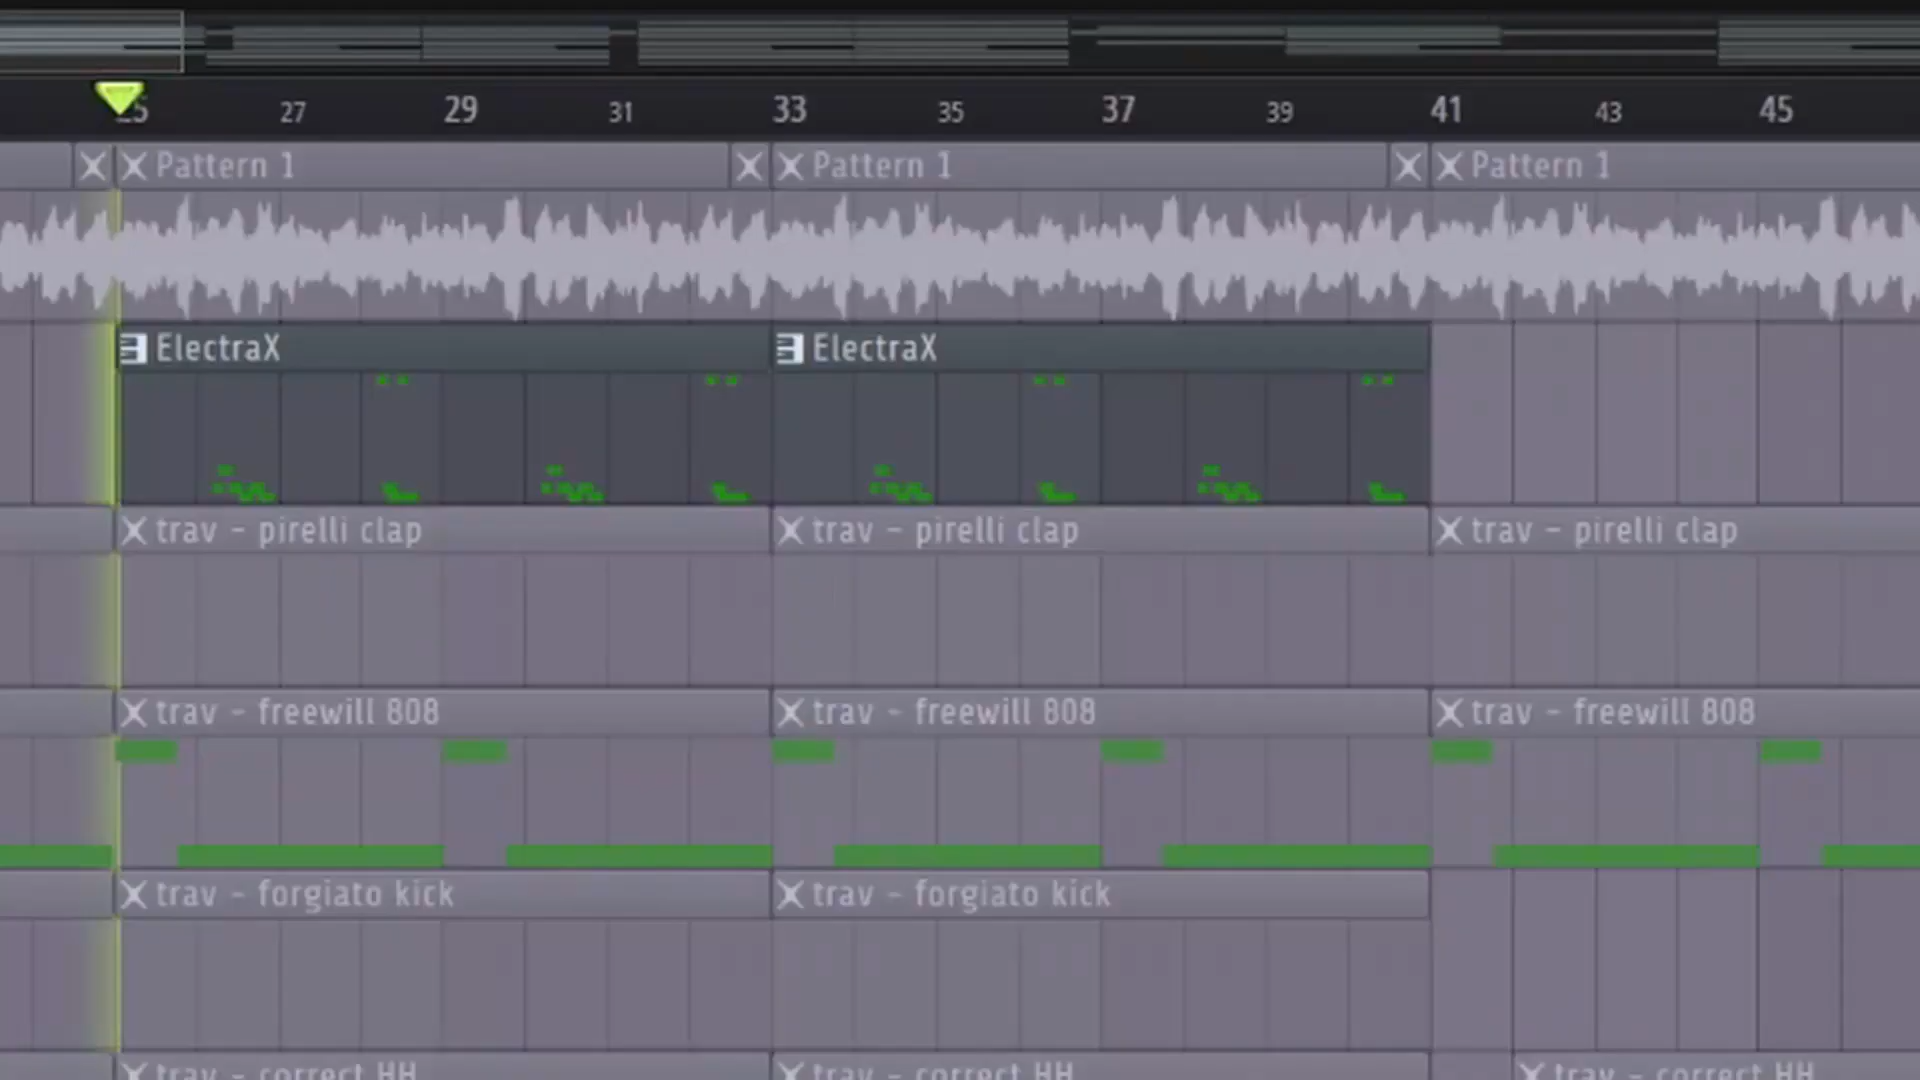 27 29 31 33 35 37 39 41 43 45
Pattern 1 Pattern 1 Pattern 1
ElectraX ElectraX
trav - pirelli clap trav - pirelli clap trav - pirelli clap
trav - freewill 808 trav - freewill 808 trav - freewill 808
trav - forgiato kick trav - forgiato kick
trav - correct HH trav - correct HH trav - correct HH